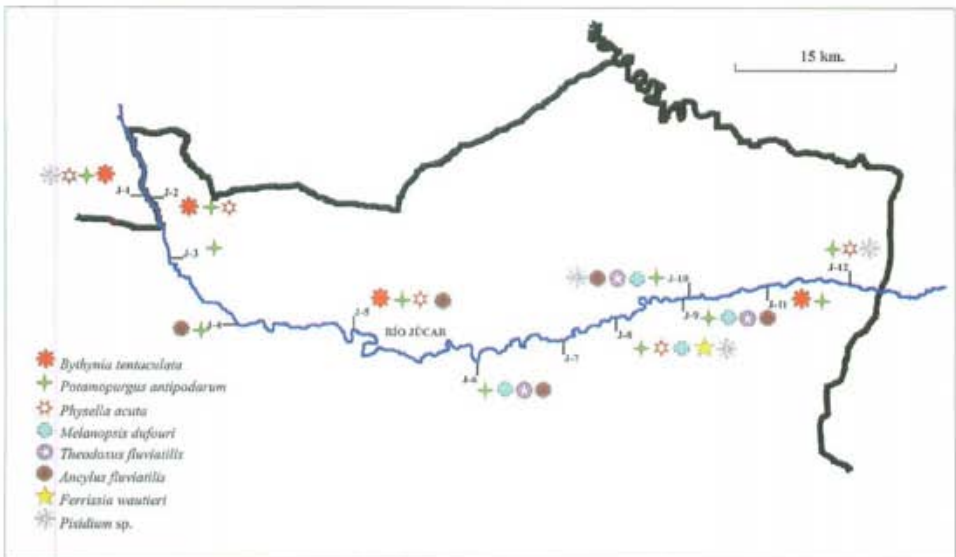 15 km.
J-1
J-2
J-3
J-4
J-5
RÍO JÚCAR
J-6
J-7
J-8
J-9
J-10
J-11
J-12
Bythynia tentaculata
Potamopurgus antipodarum
Physella acuta
Melanopsis dufouri
Theodoxus fluviatilis
Ancylus fluviatilis
Ferrissia wautieri
Pisidium sp.